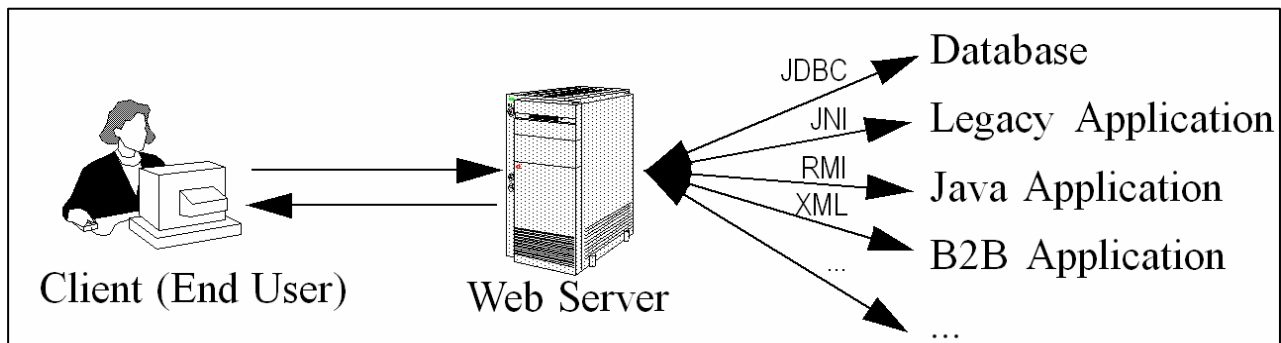 Client (End User)
Web Server
JDBC
Database
JNI
Legacy Application
RMI
Java Application
XML
B2B Application
...
...